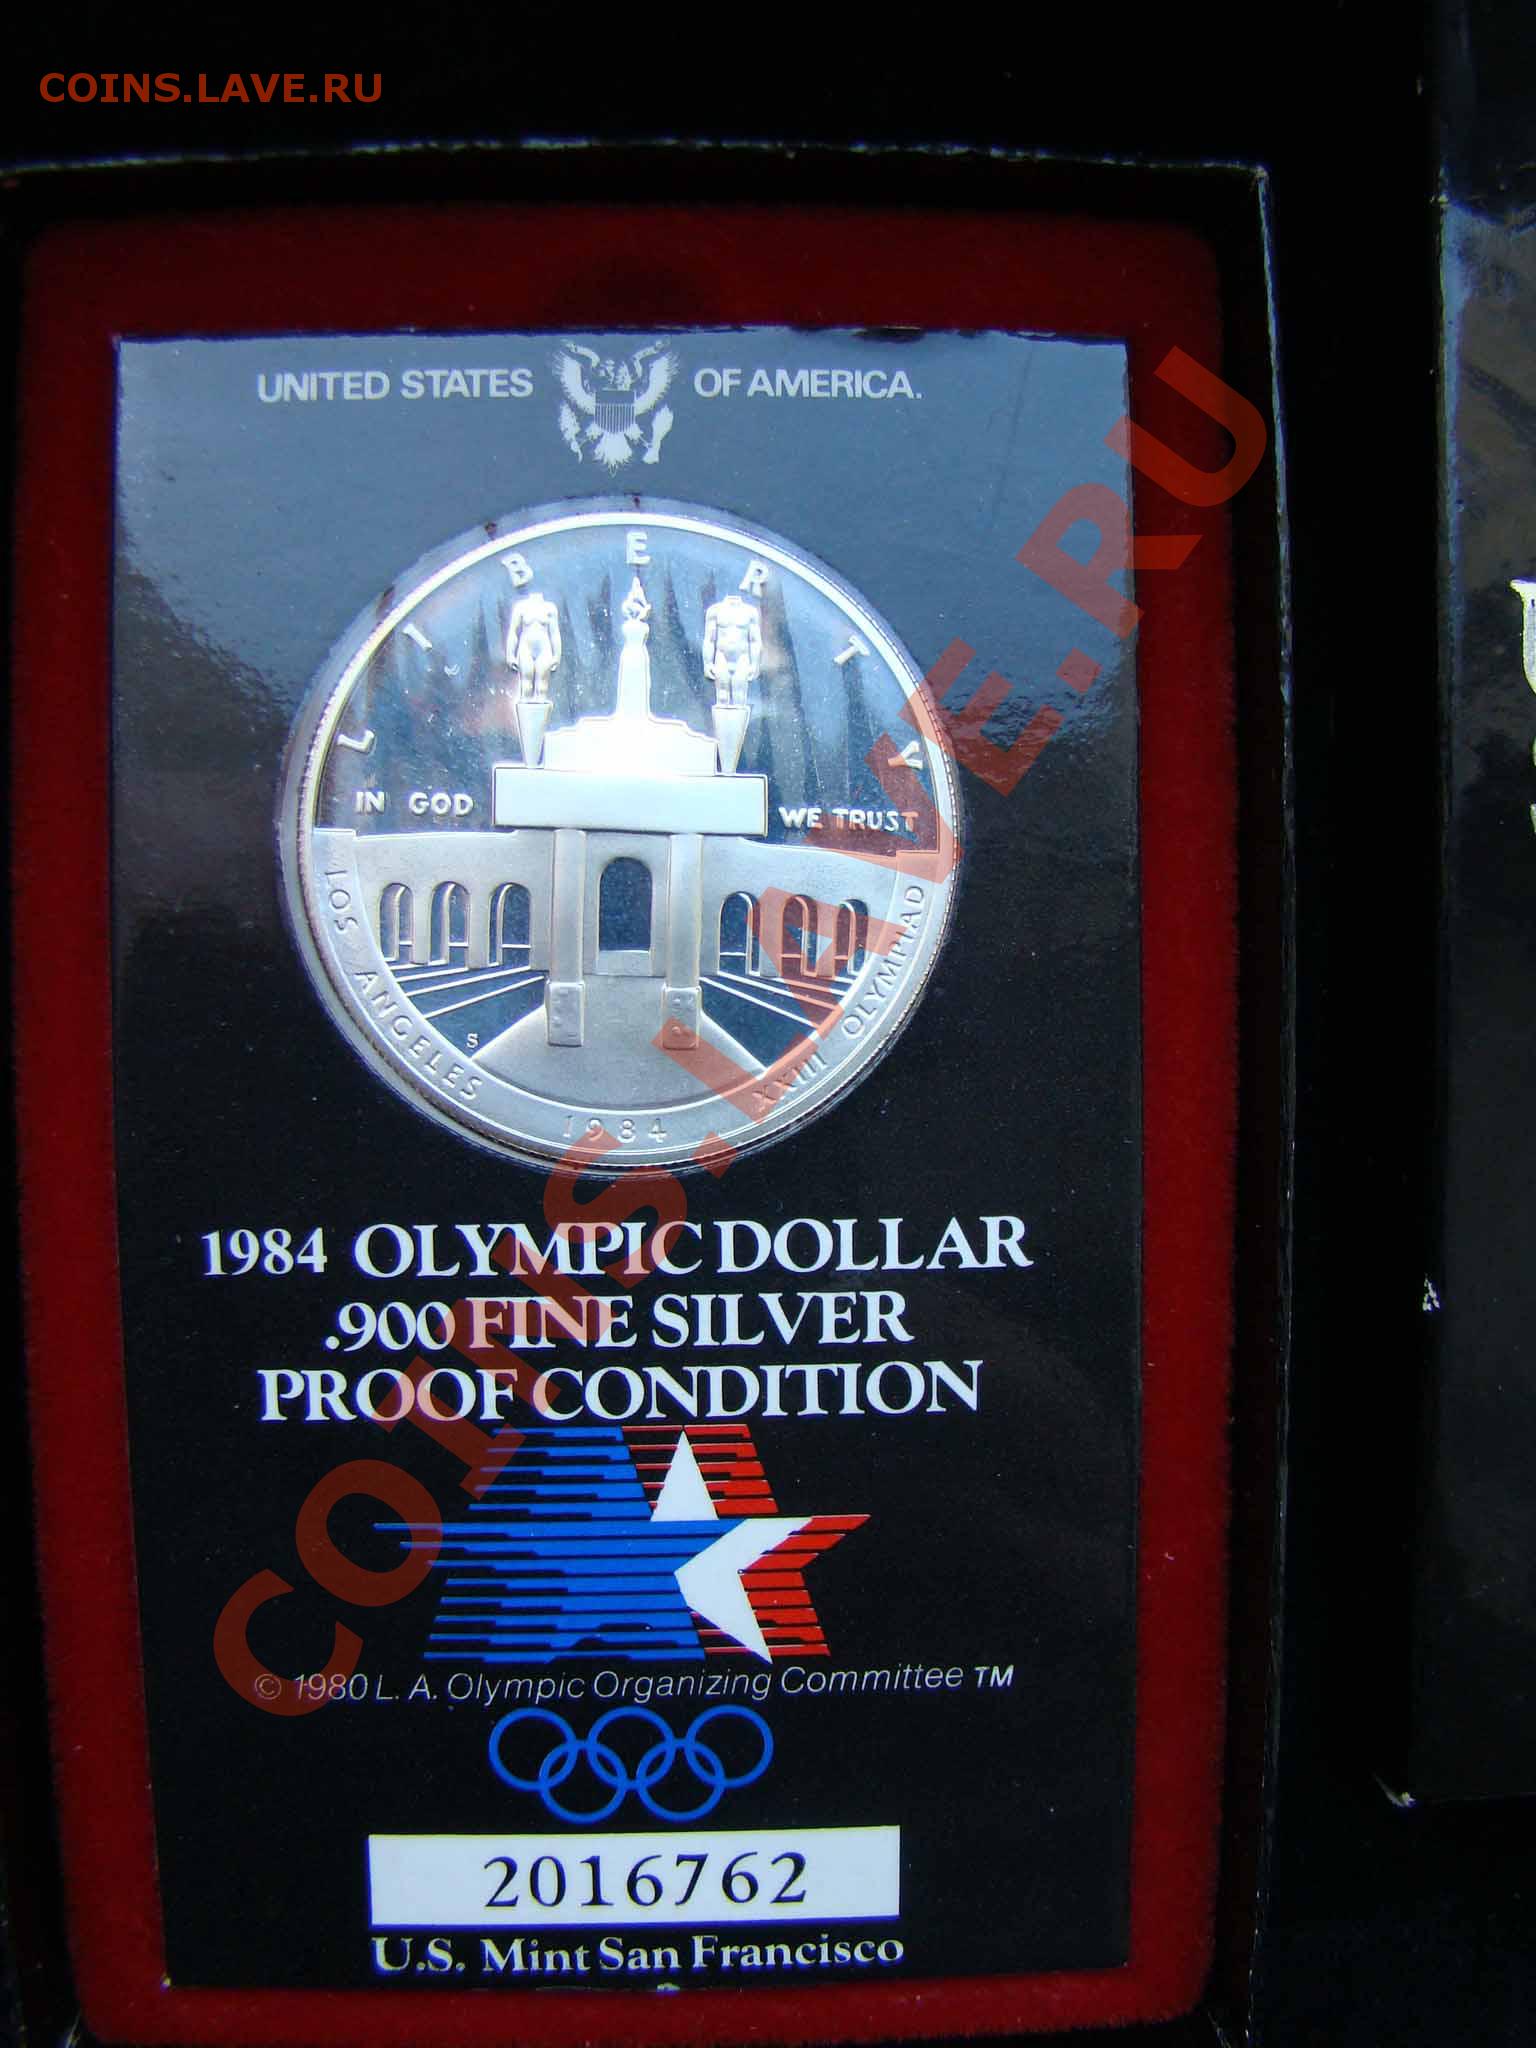 COINS.LAVE.RU
UNITED STATES OF AMERICA.
LIBERTY
IN GOD WE TRUST
S
LOS ANGELES XXIII OLYMPIAD
1984
1984 OLYMPIC DOLLAR
.900 FINE SILVER
PROOF CONDITION
© 1980 L. A. Olympic Organizing Committee TM
2016762
U.S. Mint San Francisco
COINS.LAVE.RU